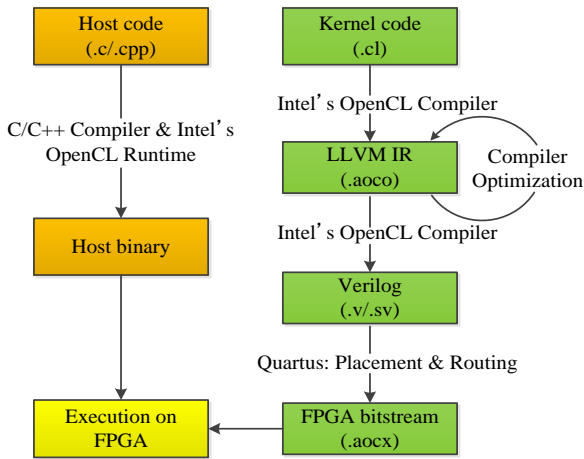 Host code
(.c/.cpp)
Kernel code
(.cl)
Intel's OpenCL Compiler
C/C++ Compiler & Intel's
OpenCL Runtime
LLVM IR
(.aoco)
Compiler
Optimization
Intel's OpenCL Compiler
Host binary
Verilog
(.v/.sv)
Quartus: Placement & Routing
Execution on
FPGA
FPGA bitstream
(.aocx)